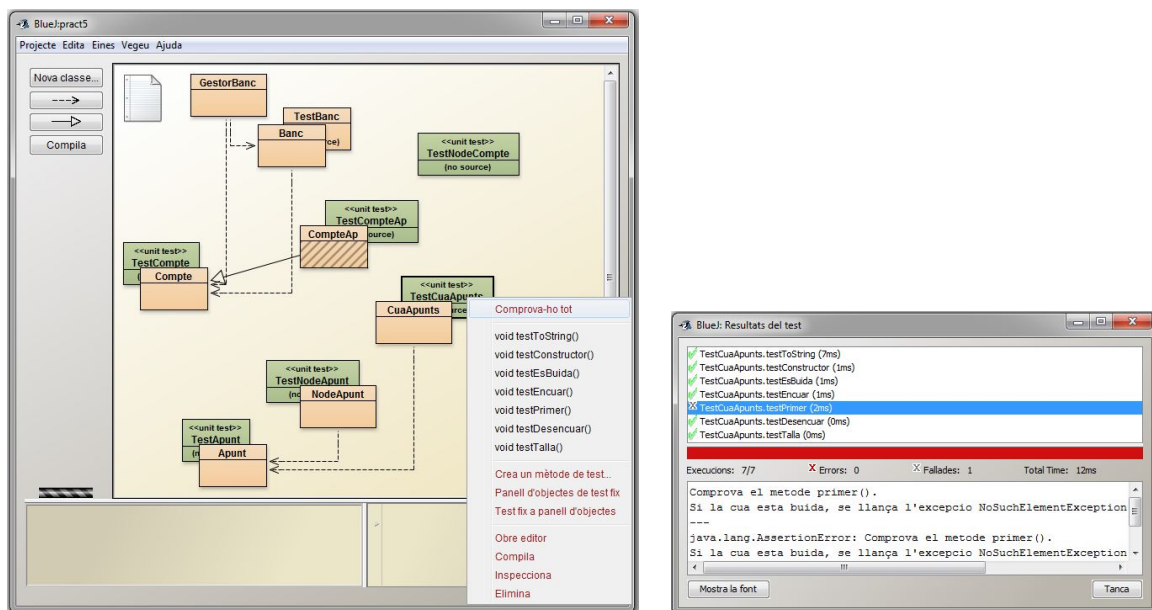 BlueJ:pract5
Projecte Edita Eines Vegeu Ajuda
Nova classe...
Compila
GestorBanc
TestBanc
Banc
ce)
<<unit test>>
TestNodeCompte
(no source)
<<unit test>>
TestCompteAp
ource)
CompteAp
<<unit test>>
TestCompte
Compte
<<unit test>>
TestCuaApunts
CuaApunts
<<unit test>>
TestNodeApunt
(no
NodeApunt
<<unit test>>
TestApunt
Apunt
Comprova-ho tot
void testToString()
void testConstructor()
void testEsBuida()
void testEncuar()
void testPrimer()
void testDesencuar()
void testTalla()
Crea un mètode de test...
Panell d'objectes de test fix
Test fix a panell d'objectes
Obre editor
Compila
Inspecciona
Elimina
BlueJ: Resultats del test
TestCuaApunts.testToString (7ms)
TestCuaApunts.testConstructor (1ms)
TestCuaApunts.testEsBuida (1ms)
TestCuaApunts.testEncuar (1ms)
TestCuaApunts.testPrimer (2ms)
TestCuaApunts.testDesencuar (0ms)
TestCuaApunts.testTalla (0ms)
Execucions: 7/7 X Errors: 0 X Fallades: 1 Total Time: 12ms
Comprova el metode primer().
Si la cua esta buida, se llança l'excepcio NoSuchElementException
---
java.lang.AssertionError: Comprova el metode primer().
Si la cua esta buida, se llança l'excepcio NoSuchElementException
Mostra la font
Tanca